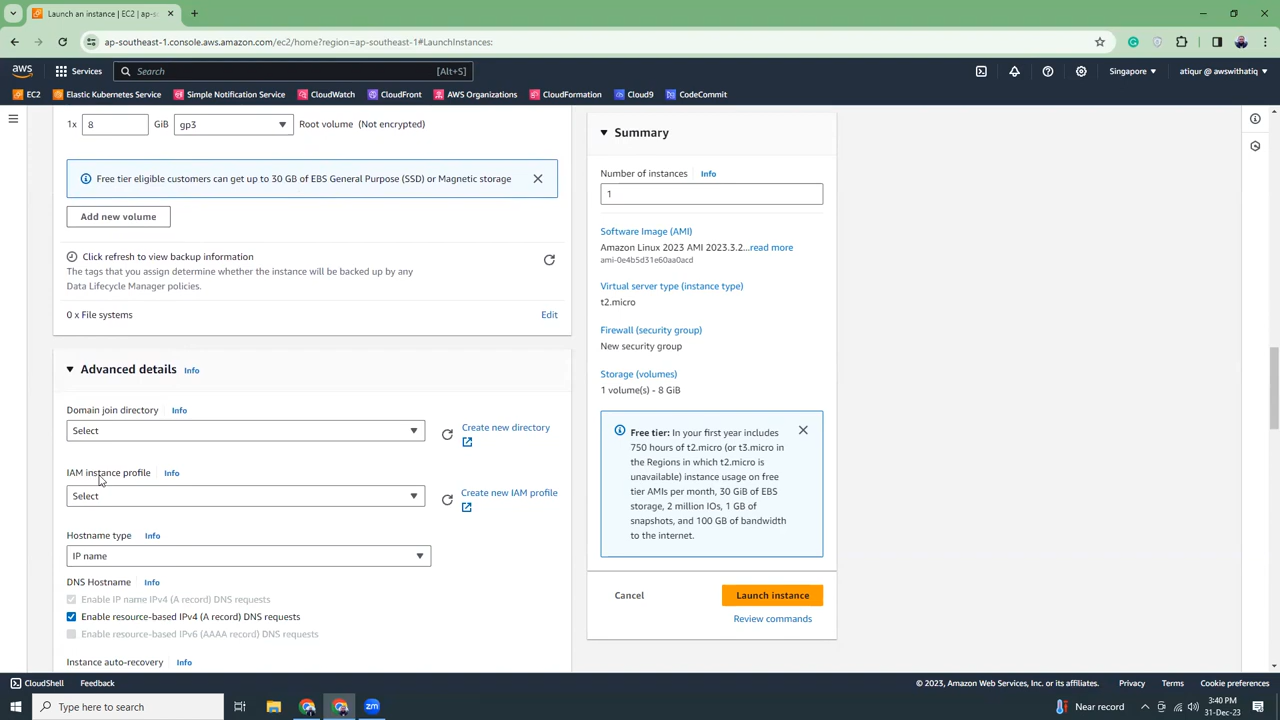 Launch an instance | EC2 | ap-s
ap-southeast-1.console.aws.amazon.com/ec2/home?region=ap-southeast-1#LaunchInstances:
aws
Services
Search
[Alt+S]
Singapore
atiqur @ awswithatiq
EC2
Elastic Kubernetes Service
Simple Notification Service
CloudWatch
CloudFront
AWS Organizations
CloudFormation
Cloud9
CodeCommit
1x
8
GiB
gp3
Root volume (Not encrypted)
Free tier eligible customers can get up to 30 GB of EBS General Purpose (SSD) or Magnetic storage
Add new volume
Click refresh to view backup information
The tags that you assign determine whether the instance will be backed up by any
Data Lifecycle Manager policies.
0 x File systems
Edit
Advanced details
Info
Domain join directory
Info
Select
Create new directory
IAM instance profile
Info
Select
Create new IAM profile
Hostname type
Info
IP name
DNS Hostname
Info
Enable IP name IPv4 (A record) DNS requests
Enable resource-based IPv4 (A record) DNS requests
Enable resource-based IPv6 (AAAA record) DNS requests
Instance auto-recovery
Info
Summary
Number of instances
Info
1
Software Image (AMI)
Amazon Linux 2023 AMI 2023.3.2...read more
ami-0e4b5d31e60aa0acd
Virtual server type (instance type)
t2.micro
Firewall (security group)
New security group
Storage (volumes)
1 volume(s) - 8 GiB
Free tier: In your first year includes
750 hours of t2.micro (or t3.micro in
the Regions in which t2.micro is
unavailable) instance usage on free
tier AMIs per month, 30 GiB of EBS
storage, 2 million IOs, 1 GB of
snapshots, and 100 GB of bandwidth
to the internet.
Cancel
Launch instance
Review commands
CloudShell
Feedback
© 2023, Amazon Web Services, Inc. or its affiliates.
Privacy
Terms
Cookie preferences
Type here to search
Near record
3:40 PM
31-Dec-23